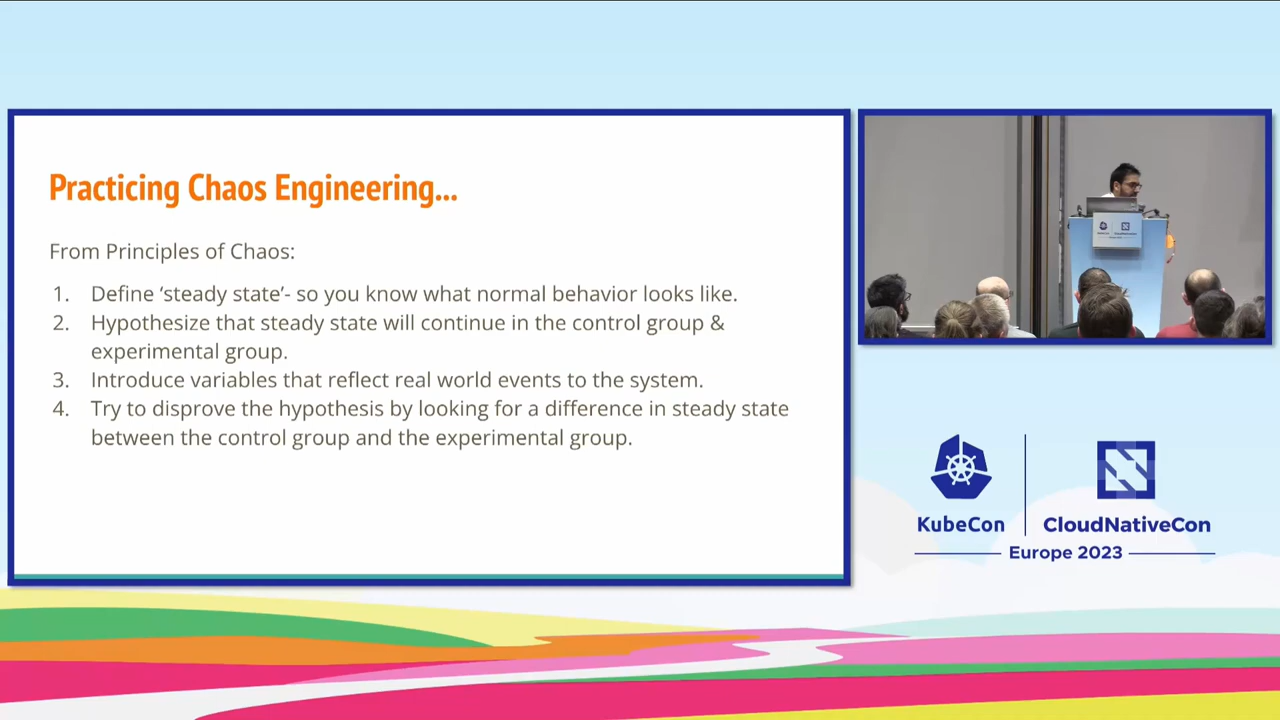 Practicing Chaos Engineering...
From Principles of Chaos:
1. Define ‘steady state’- so you know what normal behavior looks like.
2. Hypothesize that steady state will continue in the control group &
experimental group.
3. Introduce variables that reflect real world events to the system.
4. Try to disprove the hypothesis by looking for a difference in steady state
between the control group and the experimental group.
KubeCon
CloudNativeCon
Europe 2023